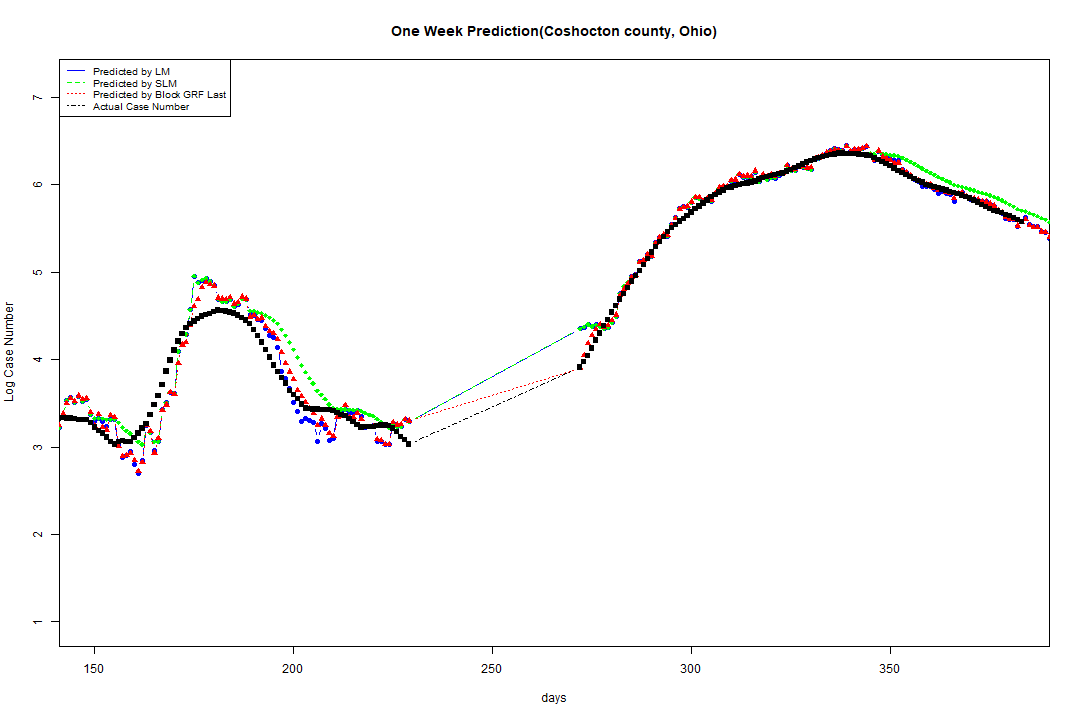 One Week Prediction(Coshocton county, Ohio)
Predicted by LM
Predicted by SLM
Predicted by Block GRF Last
Actual Case Number
Log Case Number
7
6
5
4
3
2
1
150 200 250 300 350
days